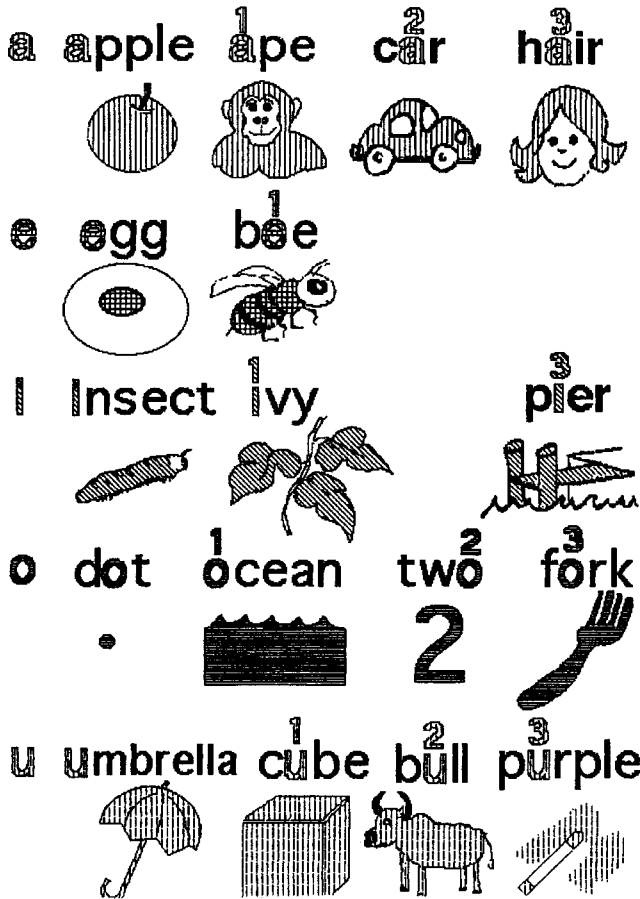 1 2 3
a apple ape car hair
1
e egg bee
1 3
I Insect ivy pier
1 2 3
o dot ocean two fork
2
1 2 3
u umbrella cube bull purple